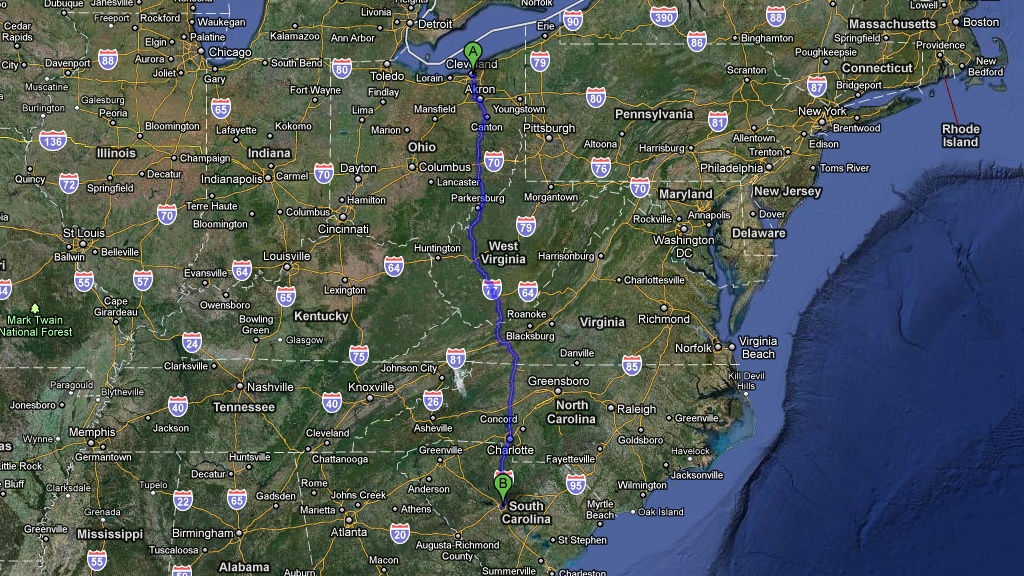 Dubuque
Janesville
Freeport
Rockford
Waukegan
Kalamazoo
Livonia
Detroit
Ann Arbor
Norfolk
Erie
90
390
88
86
Binghamton
Massachusetts
Lowell
Boston
Cedar
Rapids
Elgin
Palatine
Chicago
Aurora
Joliet
Gary
South Bend
80
Toledo
A
Cleveland
Lorain
79
Scranton
Poughkeepsie
Springfield
Providence
Connecticut
New
Bedford
City
Davenport
88
Muscatine
Burlington
Galesburg
Peoria
65
Fort Wayne
Findlay
Lima
Akron
Youngstown
80
87
Bridgeport
New York
Brentwood
Rhode
Island
136
Bloomington
Illinois
Lafayette
Kokomo
Indiana
Marion
Mansfield
Canton
Ohio
Pittsburgh
Pennsylvania
Altoona
81
Allentown
Trenton
Edison
Harrisburg
Philadelphia
Toms River
Champaign
Decatur
Quincy
72
Springfield
Indianapolis
Carmel
70
Dayton
Columbus
70
Lancaster
76
70
Morgantown
Maryland
New Jersey
Terre Haute
Bloomington
Columbus
Hamilton
Cincinnati
Parkersburg
79
Rockville
Annapolis
Dover
Washington
DC
Delaware
70
St Louis
Ballwin
Belleville
Huntington
West
Virginia
Harrisonburg
55
57
Evansville
64
Louisville
64
Lexington
Charlottesville
44
Cape
Girardeau
Owensboro
65
Bowling
Green
Kentucky
77
64
Roanoke
Blacksburg
Virginia
Richmond
Mark Twain
National Forest
24
Glasgow
75
81
Danville
85
Norfolk
Virginia
Beach
Clarksville
Nashville
Johnson City
Knoxville
Kill Devil
Hills
Paragould
Jonesboro
Blytheville
Tennessee
40
40
26
Greensboro
North
Carolina
Raleigh
Greenville
Jackson
Memphis
Germantown
Wynne
Cleveland
Chattanooga
Asheville
Concord
Charlotte
Goldsboro
Havelock
Jacksonville
Little Rock
Huntsville
Decatur
Greenville
Fayetteville
Bluff
Clarksdale
Tupelo
22
65
Gadsden
Rome
Marietta
Johns Creek
Anderson
Athens
B
95
Wilmington
South
Carolina
Myrtle
Beach
Oak Island
Grenada
Greenville
Mississippi
Birmingham
Atlanta
20
Augusta-Richmond
County
St Stephen
Tuscaloosa
55
Alabama
Auburn
Macon
Summerville
Charleston